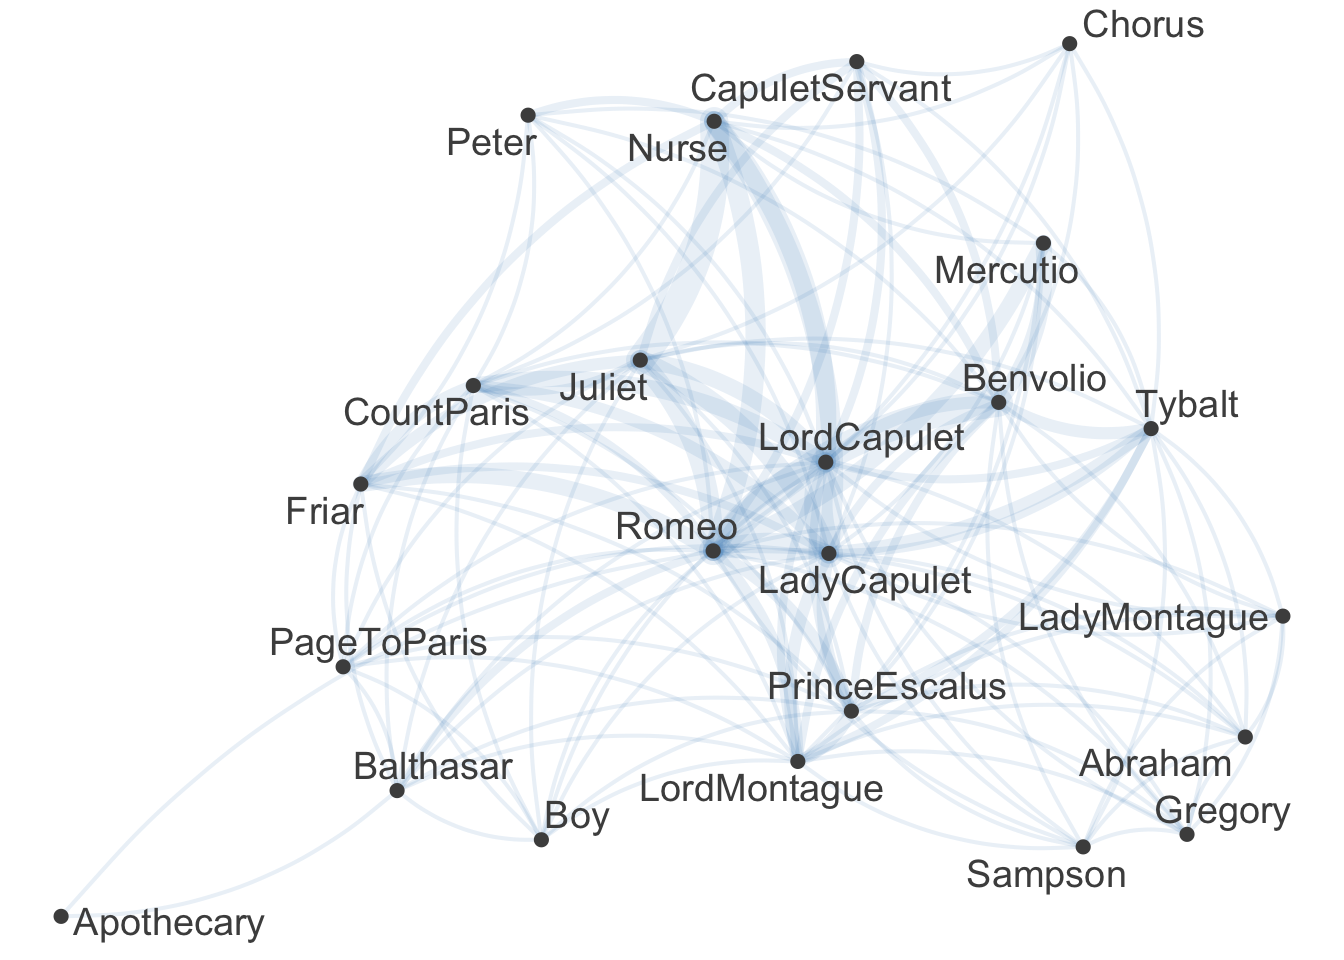 Chorus
CapuletServant
Peter
Nurse
Mercutio
Juliet
Benvolio
CountParis
Tybalt
LordCapulet
Friar
Romeo
LadyCapulet
LadyMontague
PageToParis
PrinceEscalus
Balthasar
Abraham
LordMontague
Boy
Gregory
Sampson
Apothecary